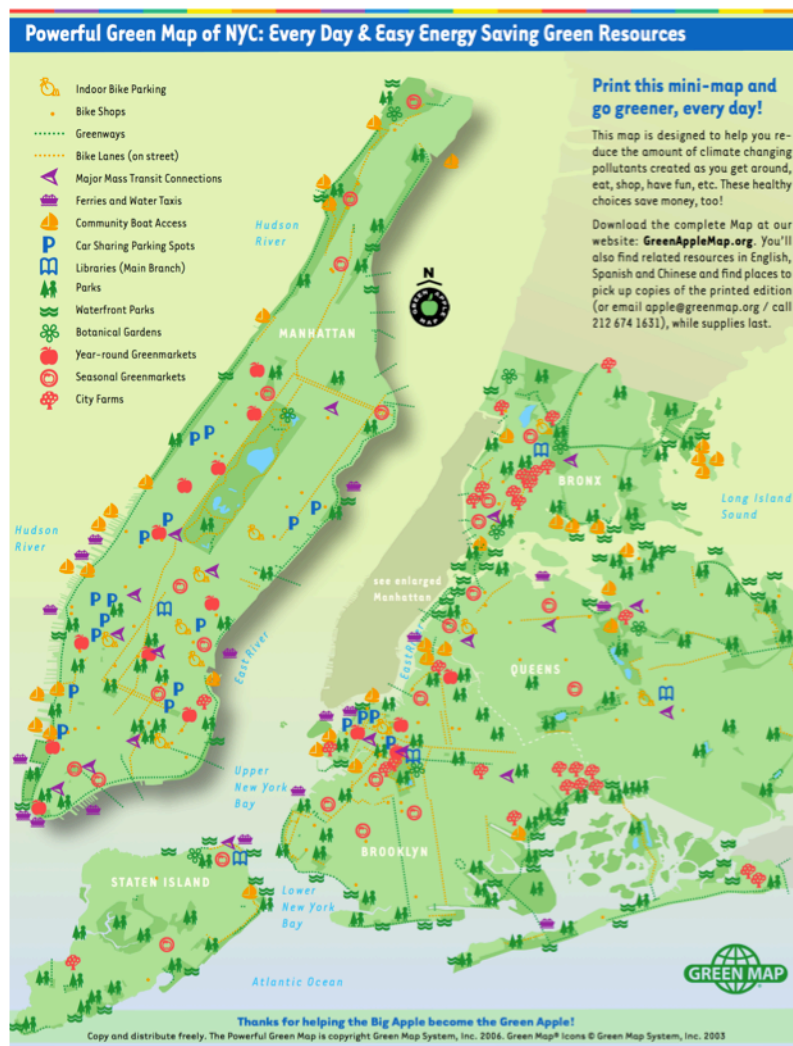 Powerful Green Map of NYC: Every Day & Easy Energy Saving Green Resources
Indoor Bike Parking
Bike Shops
Greenways
Bike Lanes (on street)
Major Mass Transit Connections
Ferries and Water Taxis
Community Boat Access
P
Car Sharing Parking Spots
Libraries (Main Branch)
Parks
Waterfront Parks
Botanical Gardens
Year-round Greenmarkets
Seasonal Greenmarkets
City Farms
Print this mini-map and
go greener, every day!
This map is designed to help you re-
duce the amount of climate changing
pollutants created as you get around,
eat, shop, have fun, etc. These healthy
choices save money, too!
Download the complete Map at our
website: GreenAppleMap.org. You'll
also find related resources in English,
Spanish and Chinese and find places to
pick up copies of the printed edition
(or email apple@greenmap.org / call
212 674 1631), while supplies last.
Hudson
River
N
GREEN APPLE MAP
MANHATTAN
P P
P
P
P
P
Hudson
River
P P
P
P
P
P
P
P
P
East River
BRONX
Long Island
Sound
see enlarged
Manhattan
East River
QUEENS
P P P
P
Upper
New York
Bay
BROOKLYN
STATEN ISLAND
Lower
New York
Bay
Atlantic Ocean
GREEN MAP
Thanks for helping the Big Apple become the Green Apple!
Copy and distribute freely. The Powerful Green Map is copyright Green Map System, Inc. 2006. Green Map® Icons © Green Map System, Inc. 2003